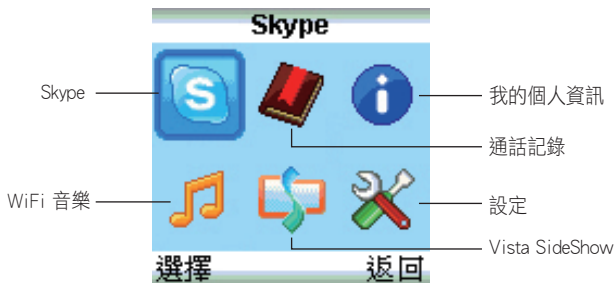 Skype
Skype
我的個人資訊
通話記錄
WiFi 音樂
設定
Vista SideShow
選擇
返回